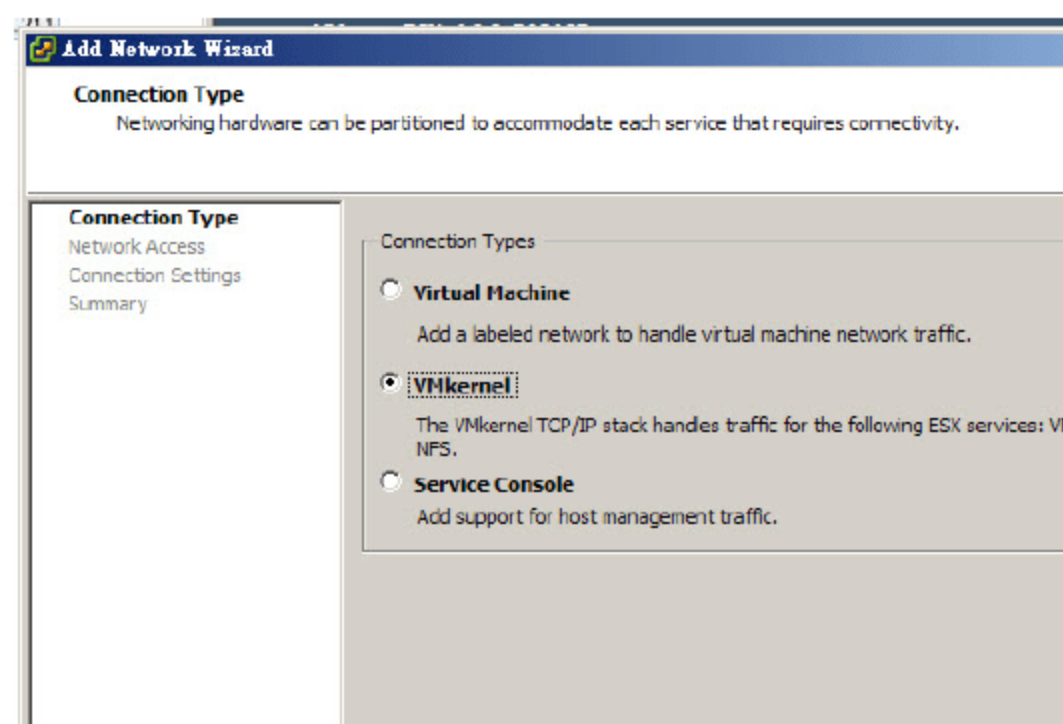 Add Network Wizard
Connection Type
Networking hardware can be partitioned to accommodate each service that requires connectivity.
Connection Type
Network Access
Connection Settings
Summary
Connection Types
Virtual Machine
Add a labeled network to handle virtual machine network traffic.
VMkernel
The VMkernel TCP/IP stack handles traffic for the following ESX services:
NFS.
Service Console
Add support for host management traffic.